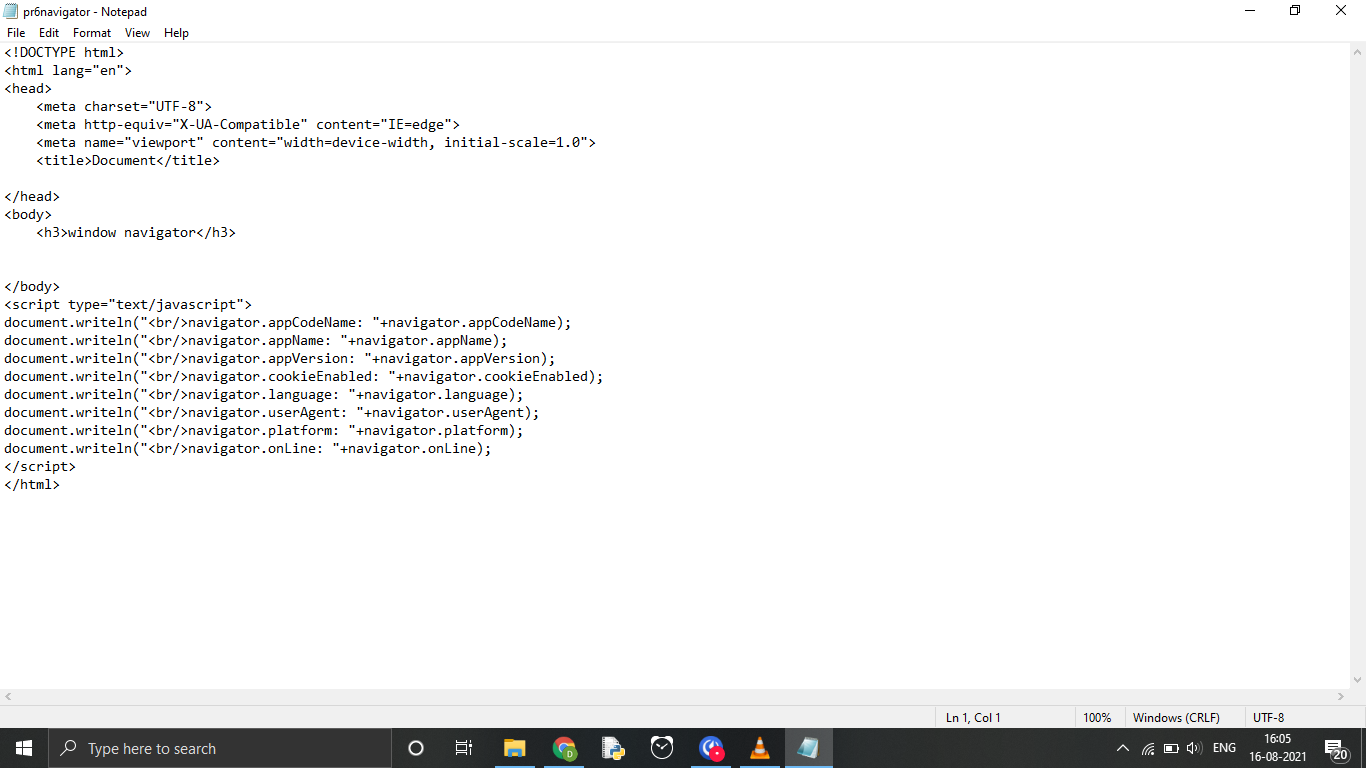 pr6navigator - Notepad
File Edit Format View Help
<!DOCTYPE html>
<html lang="en">
<head>
    <meta charset="UTF-8">
    <meta http-equiv="X-UA-Compatible" content="IE=edge">
    <meta name="viewport" content="width=device-width, initial-scale=1.0">
    <title>Document</title>

</head>
<body>
    <h3>window navigator</h3>


</body>
<script type="text/javascript">
document.writeln("<br/>navigator.appCodeName: "+navigator.appCodeName);
document.writeln("<br/>navigator.appName: "+navigator.appName);
document.writeln("<br/>navigator.appVersion: "+navigator.appVersion);
document.writeln("<br/>navigator.cookieEnabled: "+navigator.cookieEnabled);
document.writeln("<br/>navigator.language: "+navigator.language);
document.writeln("<br/>navigator.userAgent: "+navigator.userAgent);
document.writeln("<br/>navigator.platform: "+navigator.platform);
document.writeln("<br/>navigator.onLine: "+navigator.onLine);
</script>
</html>
Ln 1, Col 1 100% Windows (CRLF) UTF-8
Type here to search
D
ENG
16:05
16-08-2021
20